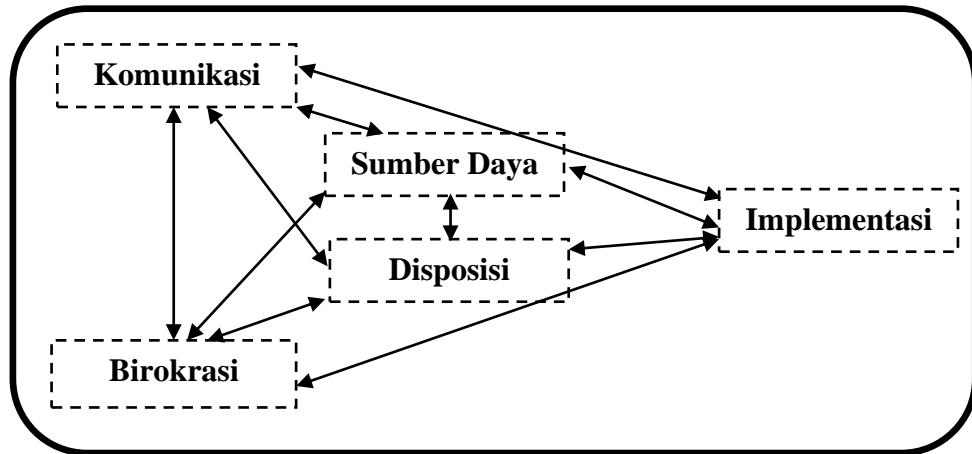 Komunikasi
Sumber Daya
Implementasi
Disposisi
Birokrasi